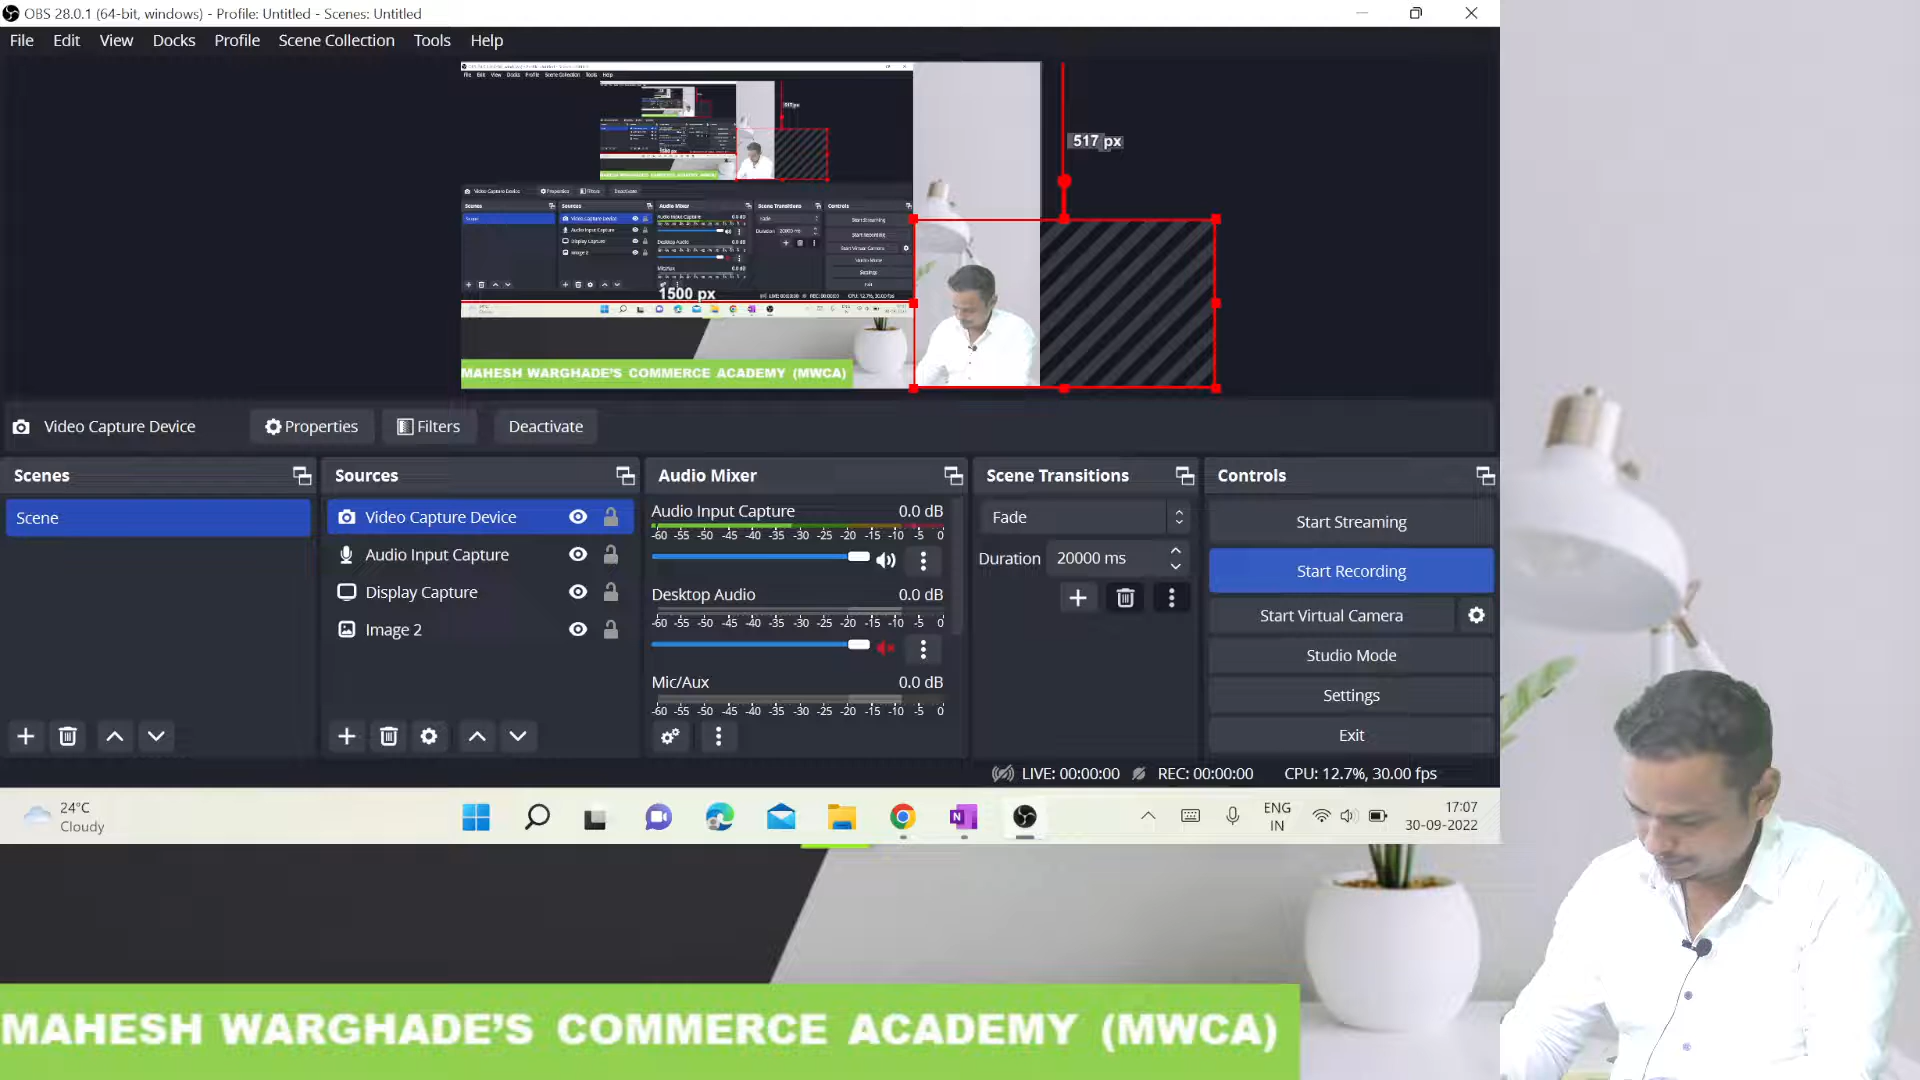 OBS 28.0.1 (64-bit, windows) - Profile: Untitled - Scenes: Untitled
File Edit View Docks Profile Scene Collection Tools Help
517 px
1500 px
MAHESH WARGHADE'S COMMERCE ACADEMY (MWCA)
Video Capture Device Properties Filters Deactivate
Scenes Sources Audio Mixer Scene Transitions Controls
Scene
Video Capture Device
Audio Input Capture
Display Capture
Image 2
Audio Input Capture 0.0 dB
-60 -55 -50 -45 -40 -35 -30 -25 -20 -15 -10 -5 0
Desktop Audio 0.0 dB
-60 -55 -50 -45 -40 -35 -30 -25 -20 -15 -10 -5 0
Mic/Aux 0.0 dB
-60 -55 -50 -45 -40 -35 -30 -25 -20 -15 -10 -5 0
Fade
Duration 20000 ms
Start Streaming
Start Recording
Start Virtual Camera
Studio Mode
Settings
Exit
LIVE: 00:00:00 REC: 00:00:00 CPU: 12.7%, 30.00 fps
24°C
Cloudy
ENG
IN
17:07
30-09-2022
MAHESH WARGHADE'S COMMERCE ACADEMY (MWCA)